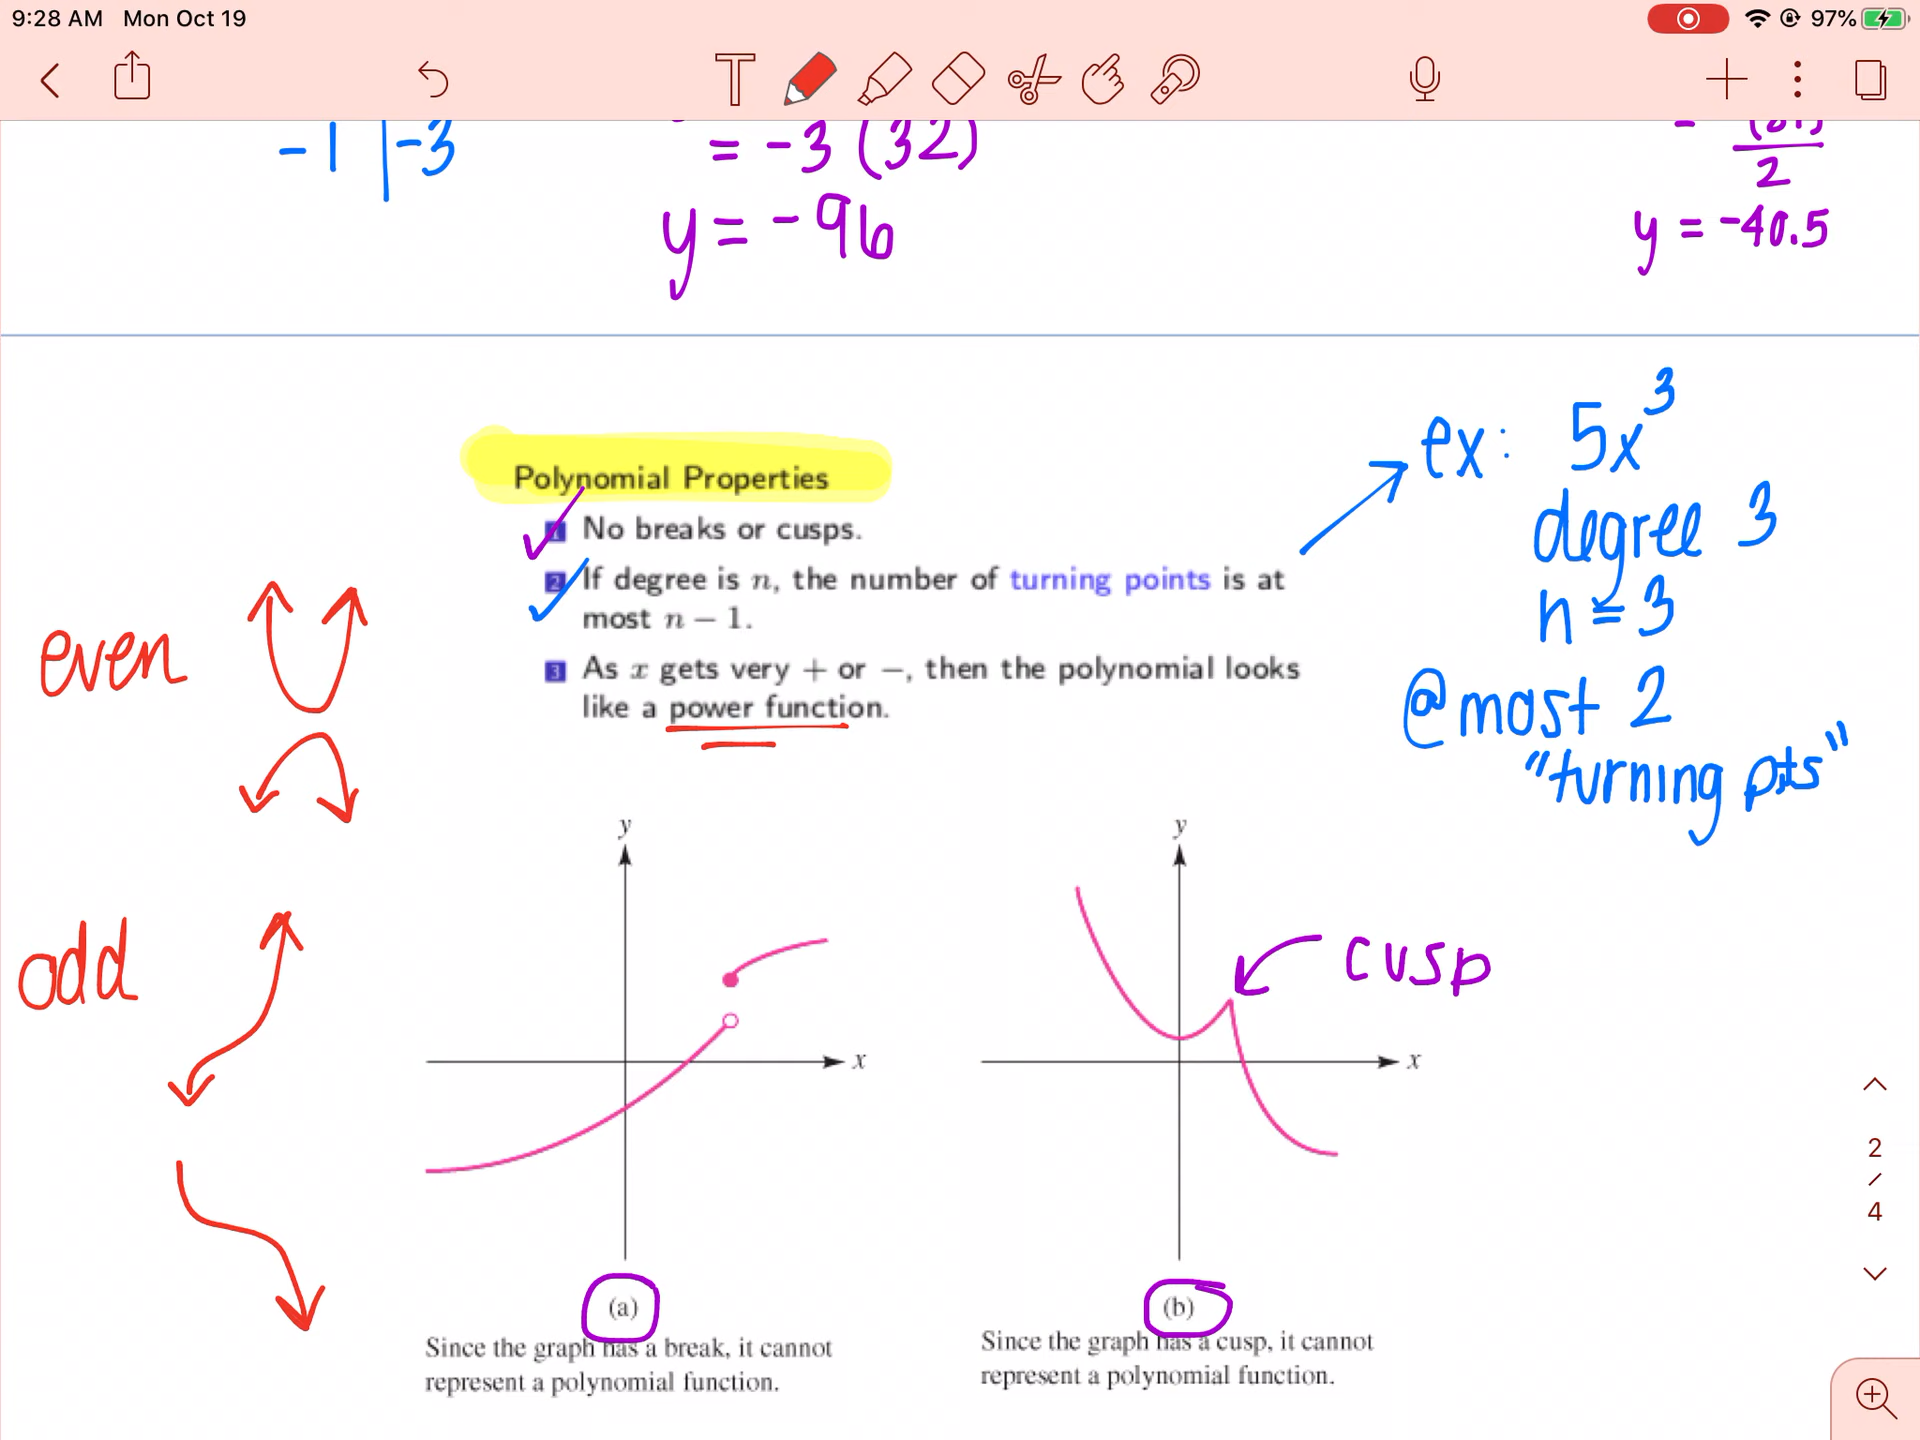 9:28 AM Mon Oct 19
97%
T
-1 | -3
= -3 (32)
y = -96
2
y = -40.5
Polynomial Properties
1 No breaks or cusps.
2 If degree is n, the number of turning points is at
most n − 1.
3 As x gets very + or −, then the polynomial looks
like a power function.
ex: 5x³
degree 3
n = 3
@most 2
"turning pts"
even
odd
y
x
y
x
cusp
(a)
Since the graph has a break, it cannot
represent a polynomial function.
(b)
Since the graph has a cusp, it cannot
represent a polynomial function.
2
/
4